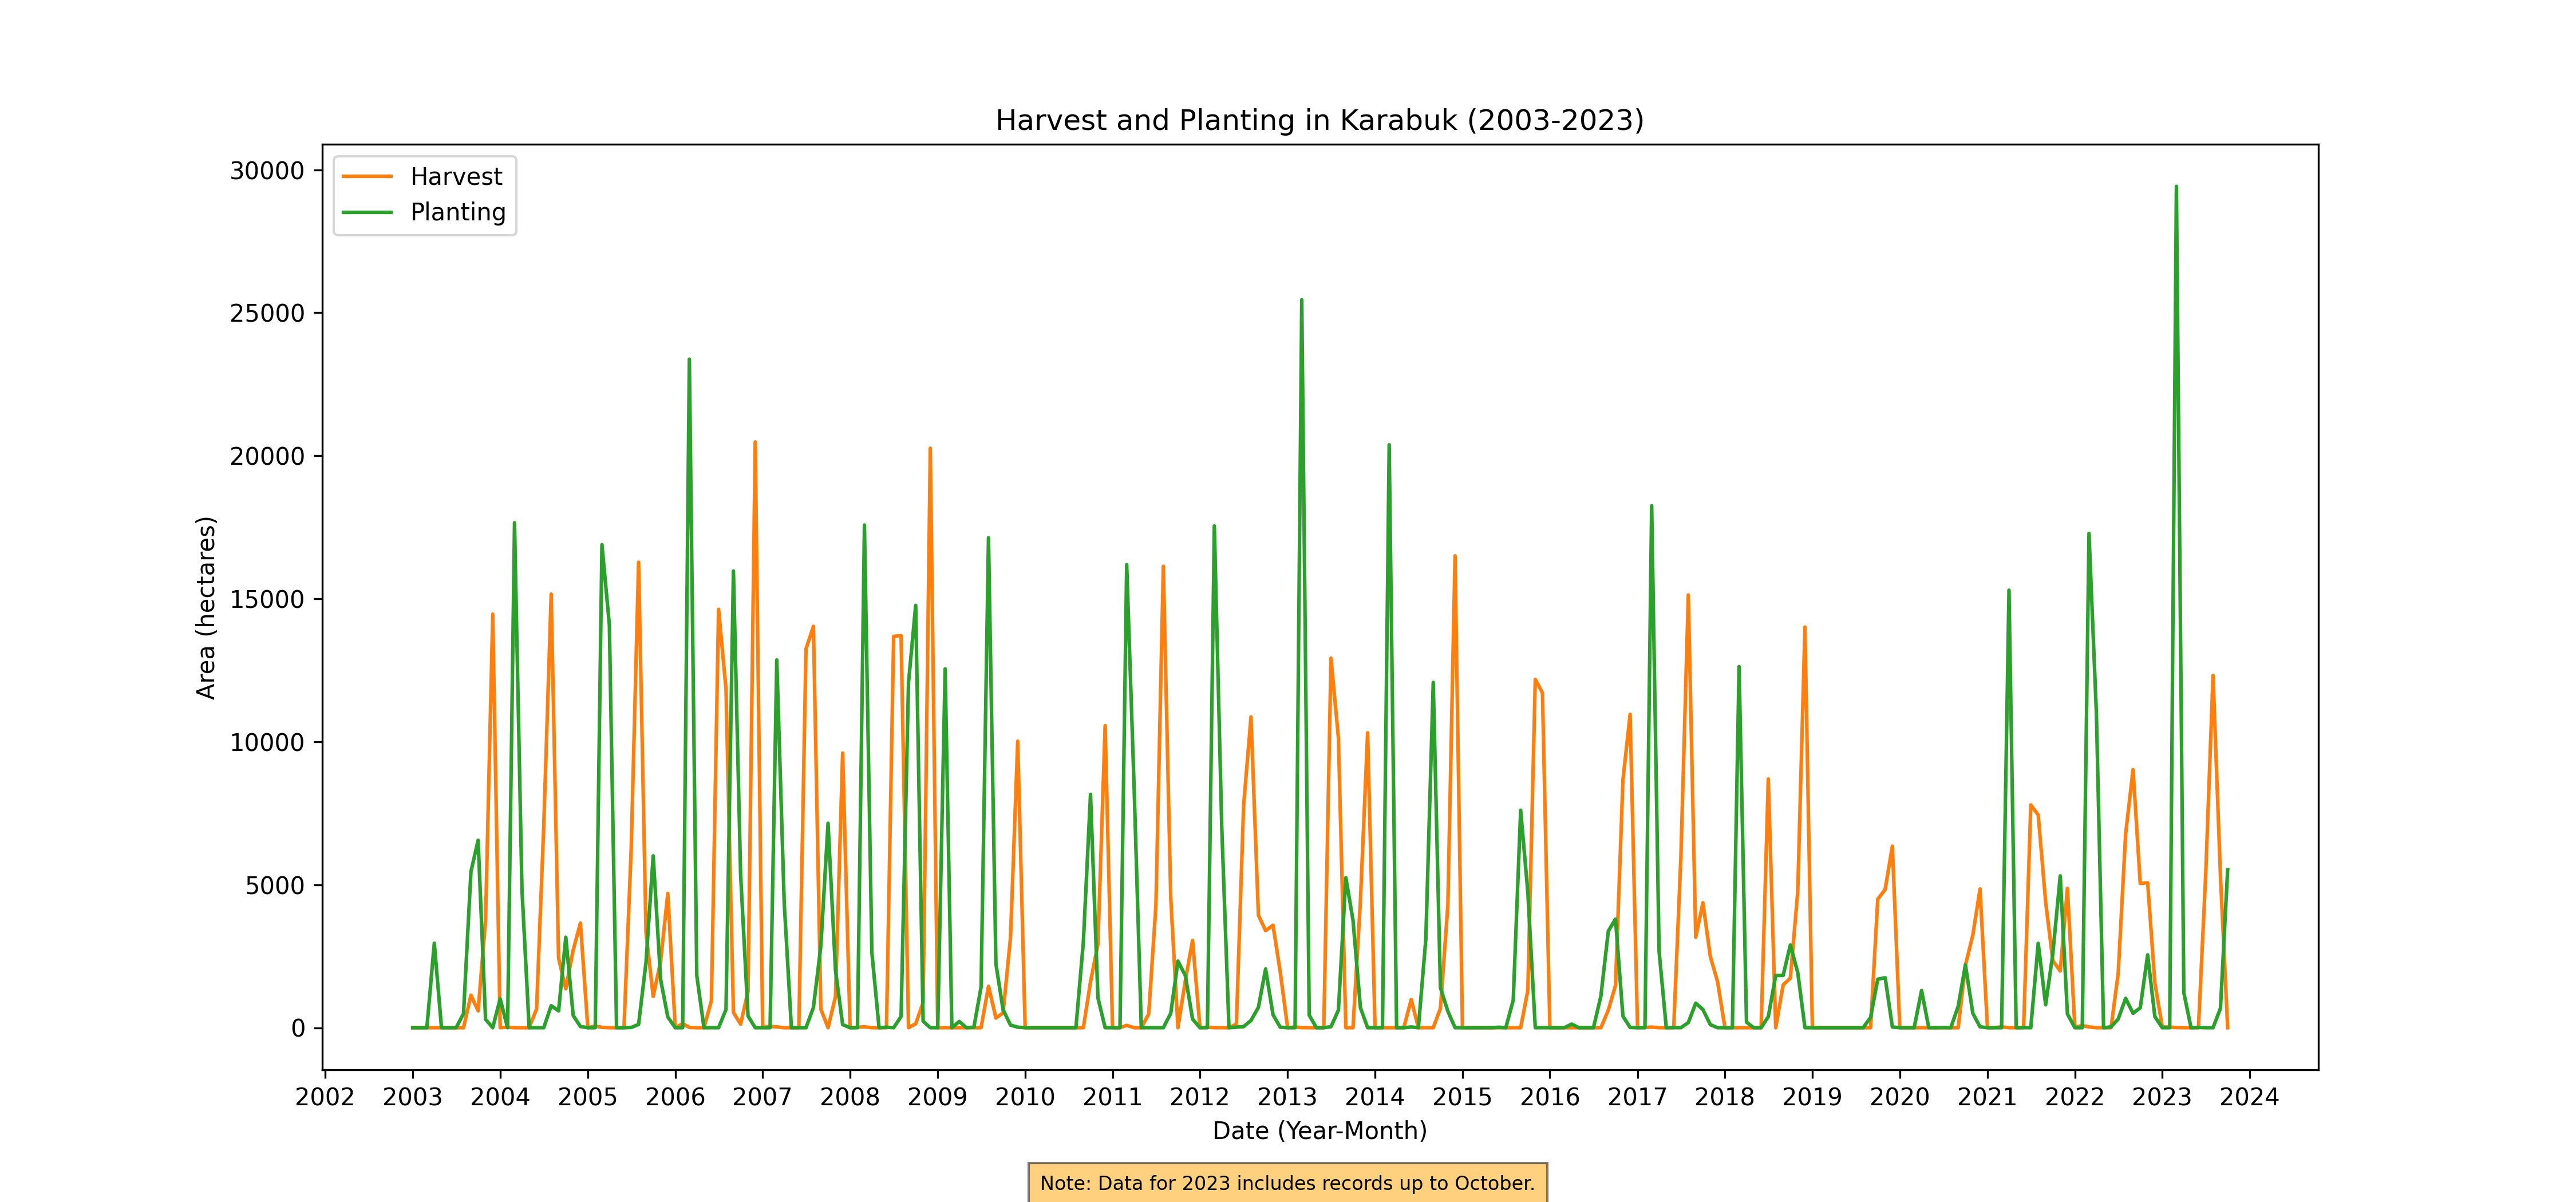 Harvest and Planting in Karabuk (2003-2023)
Harvest
Planting
30000
25000
20000
15000
10000
5000
0
Area (hectares)
2002 2003 2004 2005 2006 2007 2008 2009 2010 2011 2012 2013 2014 2015 2016 2017 2018 2019 2020 2021 2022 2023 2024
Date (Year-Month)
Note: Data for 2023 includes records up to October.